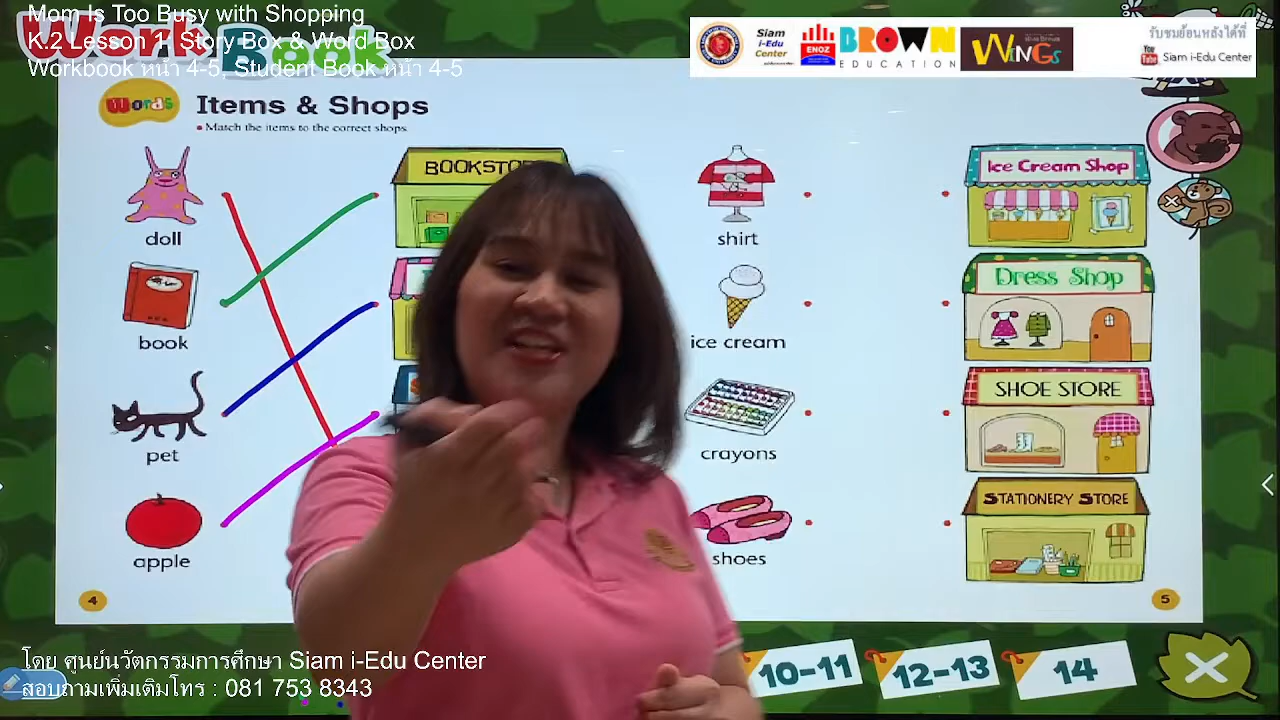 Mom Is Too Busy with Shopping
K.2 Lesson 1: Story Box & Word Box
Workbook หน้า 4-5, Student Book หน้า 4-5
Work Book
Siam i-Edu Center
ENOZ
BROWN EDUCATION
WINGS
รับชมย้อนหลังได้ที่
You Tube Siam i-Edu Center
Words Items & Shops
Match the items to the correct shops.
doll
book
pet
apple
BOOKSTO
shirt
ice cream
crayons
shoes
Ice Cream Shop
Dress Shop
SHOE STORE
STATIONERY STORE
4
5
10-11
12-13
14
โดย ศูนย์นวัตกรรมการศึกษา Siam i-Edu Center
สอบถามเพิ่มเติมโทร : 081 753 8343